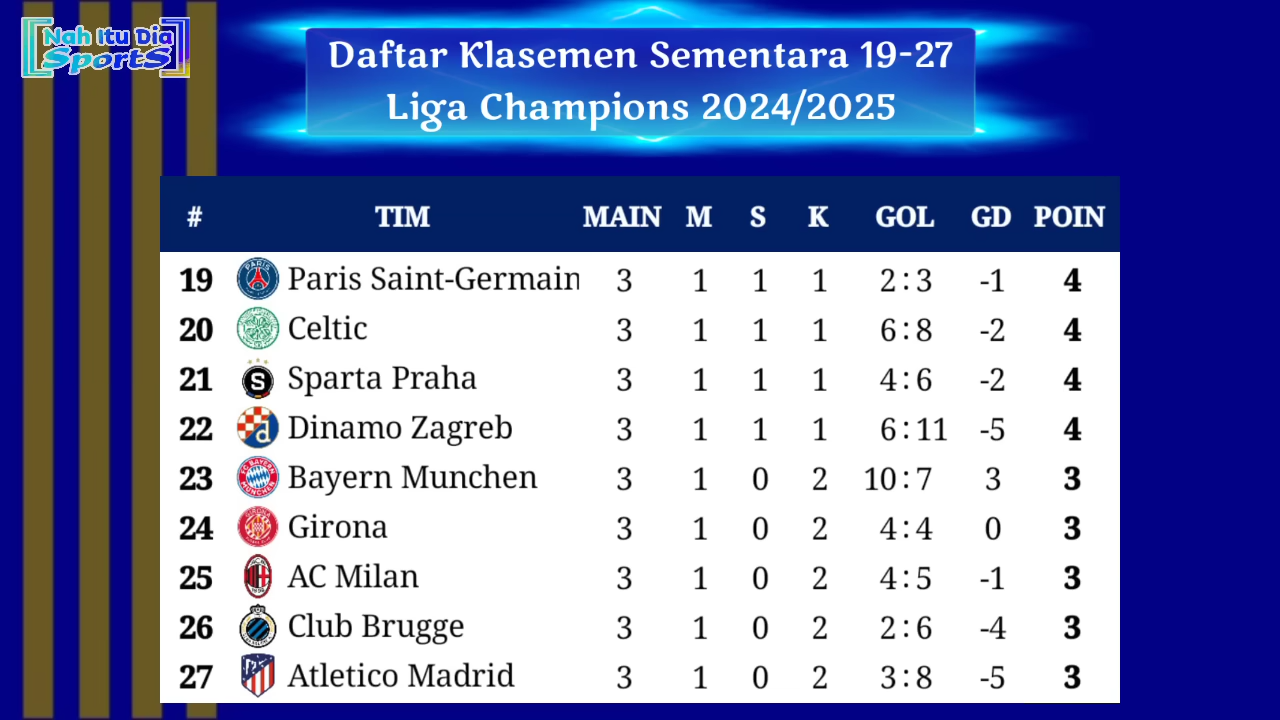 Nah Itu Dia
SportS
Daftar Klasemen Sementara 19-27
Liga Champions 2024/2025
# TIM MAIN M S K GOL GD POIN
19 Paris Saint-Germain 3 1 1 1 2:3 -1 4
20 Celtic 3 1 1 1 6:8 -2 4
21 Sparta Praha 3 1 1 1 4:6 -2 4
22 Dinamo Zagreb 3 1 1 1 6:11 -5 4
23 Bayern Munchen 3 1 0 2 10:7 3 3
24 Girona 3 1 0 2 4:4 0 3
25 AC Milan 3 1 0 2 4:5 -1 3
26 Club Brugge 3 1 0 2 2:6 -4 3
27 Atletico Madrid 3 1 0 2 3:8 -5 3